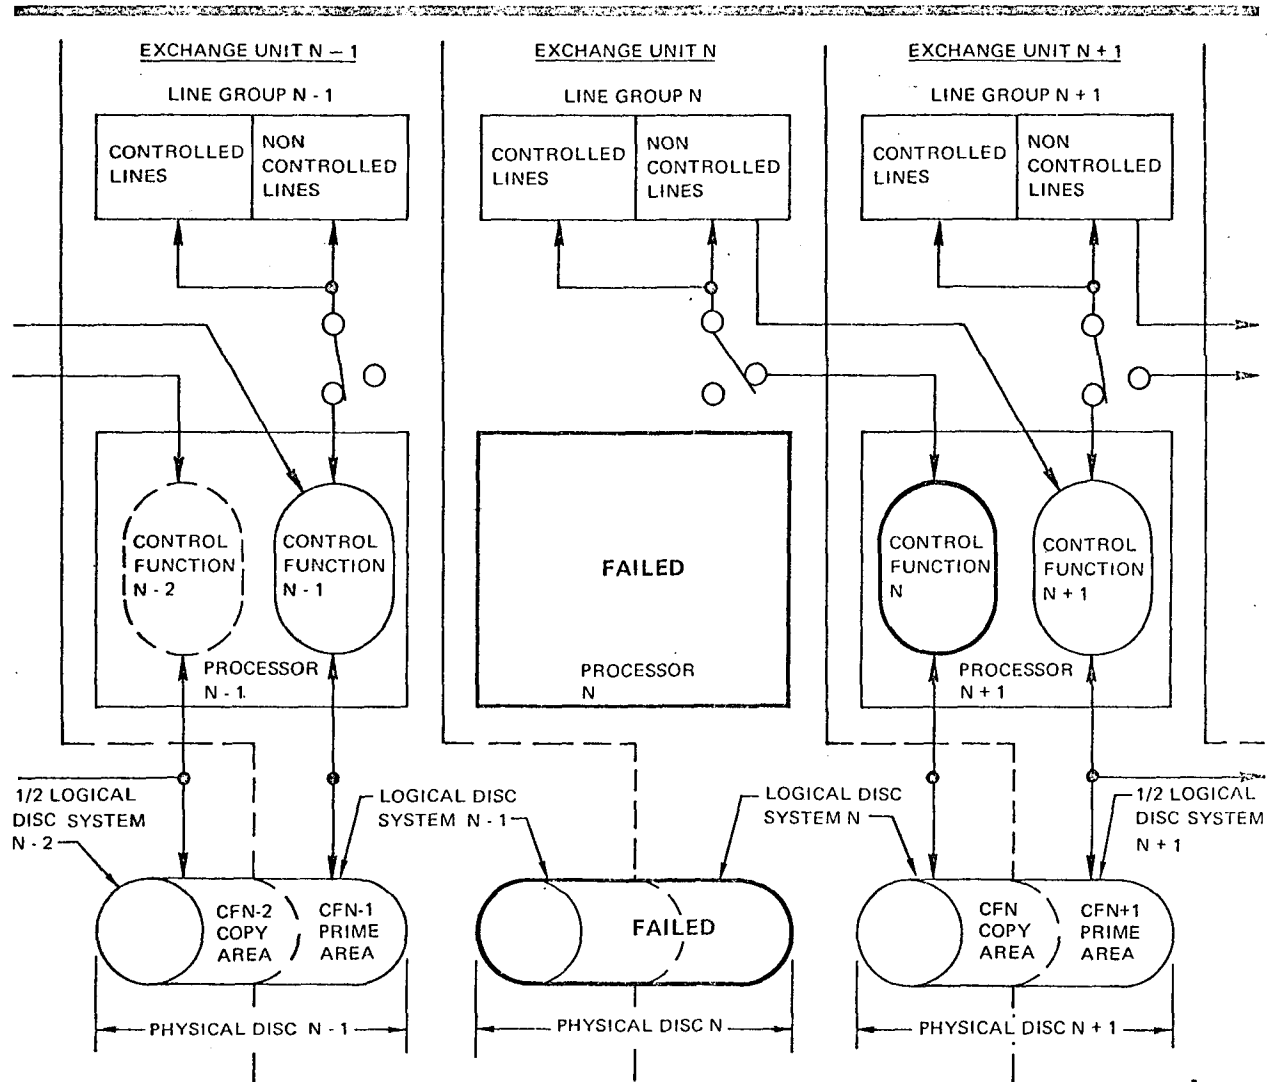 EXCHANGE UNIT N – 1
EXCHANGE UNIT N
EXCHANGE UNIT N + 1
LINE GROUP N - 1
LINE GROUP N
LINE GROUP N + 1
CONTROLLED
LINES
NON
CONTROLLED
LINES
CONTROLLED
LINES
NON
CONTROLLED
LINES
CONTROLLED
LINES
NON
CONTROLLED
LINES
CONTROL
FUNCTION
N - 2
CONTROL
FUNCTION
N - 1
PROCESSOR
N - 1
FAILED
PROCESSOR
N
CONTROL
FUNCTION
N
CONTROL
FUNCTION
N + 1
PROCESSOR
N + 1
1/2 LOGICAL
DISC SYSTEM
N - 2
LOGICAL DISC
SYSTEM N - 1
LOGICAL DISC
SYSTEM N
1/2 LOGICAL
DISC SYSTEM
N + 1
CFN-2
COPY
AREA
CFN-1
PRIME
AREA
FAILED
CFN
COPY
AREA
CFN+1
PRIME
AREA
PHYSICAL DISC N - 1
PHYSICAL DISC N
PHYSICAL DISC N + 1